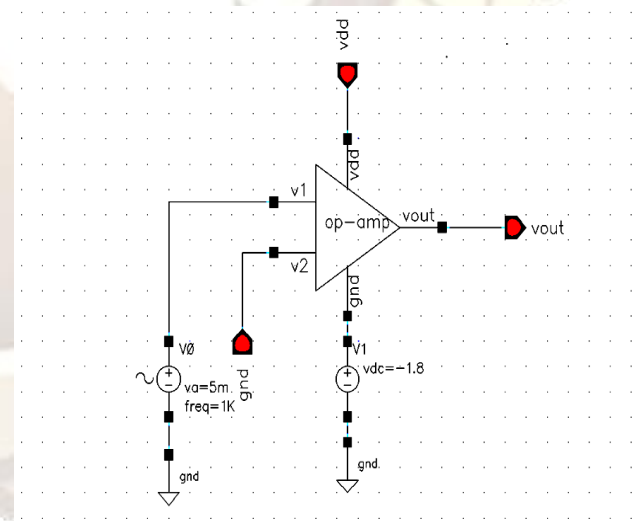 vdd
vdd
v1
op-amp
vout
vout
v2
gnd
VØ
va=5m
freq=1K
gnd
V1
vdc=-1.8
gnd
gnd